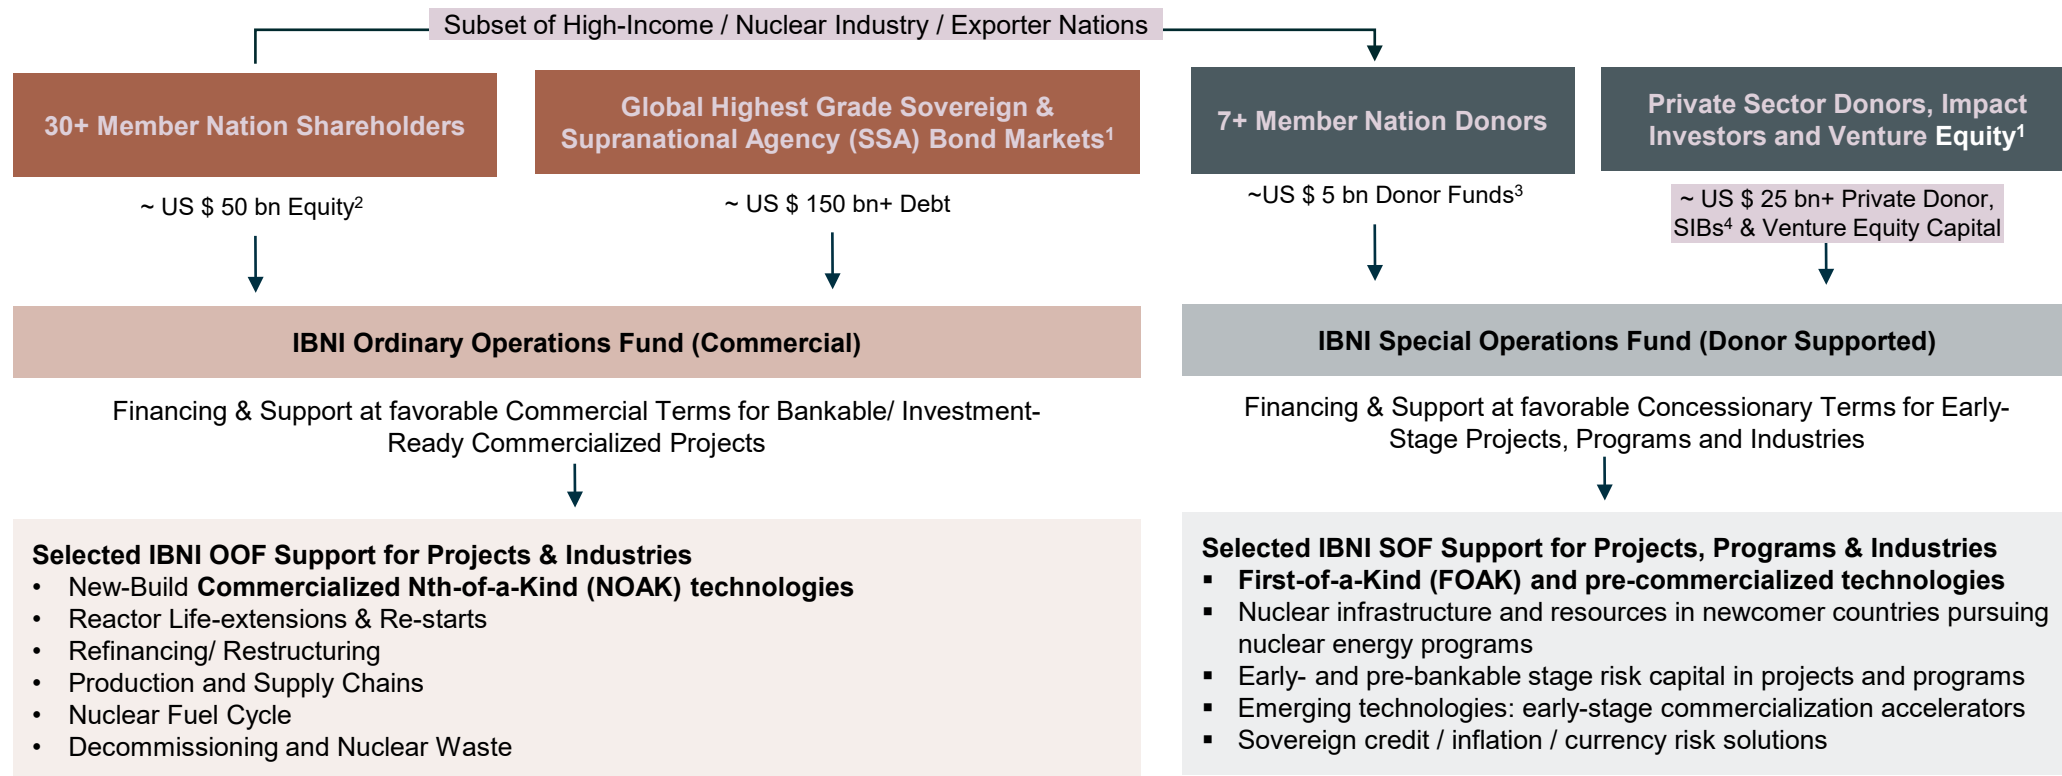 Subset of High-Income / Nuclear Industry / Exporter Nations
30+ Member Nation Shareholders
Global Highest Grade Sovereign &
Supranational Agency (SSA) Bond Markets¹
7+ Member Nation Donors
Private Sector Donors, Impact
Investors and Venture Equity¹
~ US $ 50 bn Equity²
~ US $ 150 bn+ Debt
~US $ 5 bn Donor Funds³
~ US $ 25 bn+ Private Donor,
SIBs⁴ & Venture Equity Capital
IBNI Ordinary Operations Fund (Commercial)
IBNI Special Operations Fund (Donor Supported)
Financing & Support at favorable Commercial Terms for Bankable/ Investment-
Ready Commercialized Projects
Financing & Support at favorable Concessionary Terms for Early-
Stage Projects, Programs and Industries
Selected IBNI OOF Support for Projects & Industries
• New-Build Commercialized Nth-of-a-Kind (NOAK) technologies
• Reactor Life-extensions & Re-starts
• Refinancing/ Restructuring
• Production and Supply Chains
• Nuclear Fuel Cycle
• Decommissioning and Nuclear Waste
Selected IBNI SOF Support for Projects, Programs & Industries
▪ First-of-a-Kind (FOAK) and pre-commercialized technologies
▪ Nuclear infrastructure and resources in newcomer countries pursuing
nuclear energy programs
▪ Early- and pre-bankable stage risk capital in projects and programs
▪ Emerging technologies: early-stage commercialization accelerators
▪ Sovereign credit / inflation / currency risk solutions